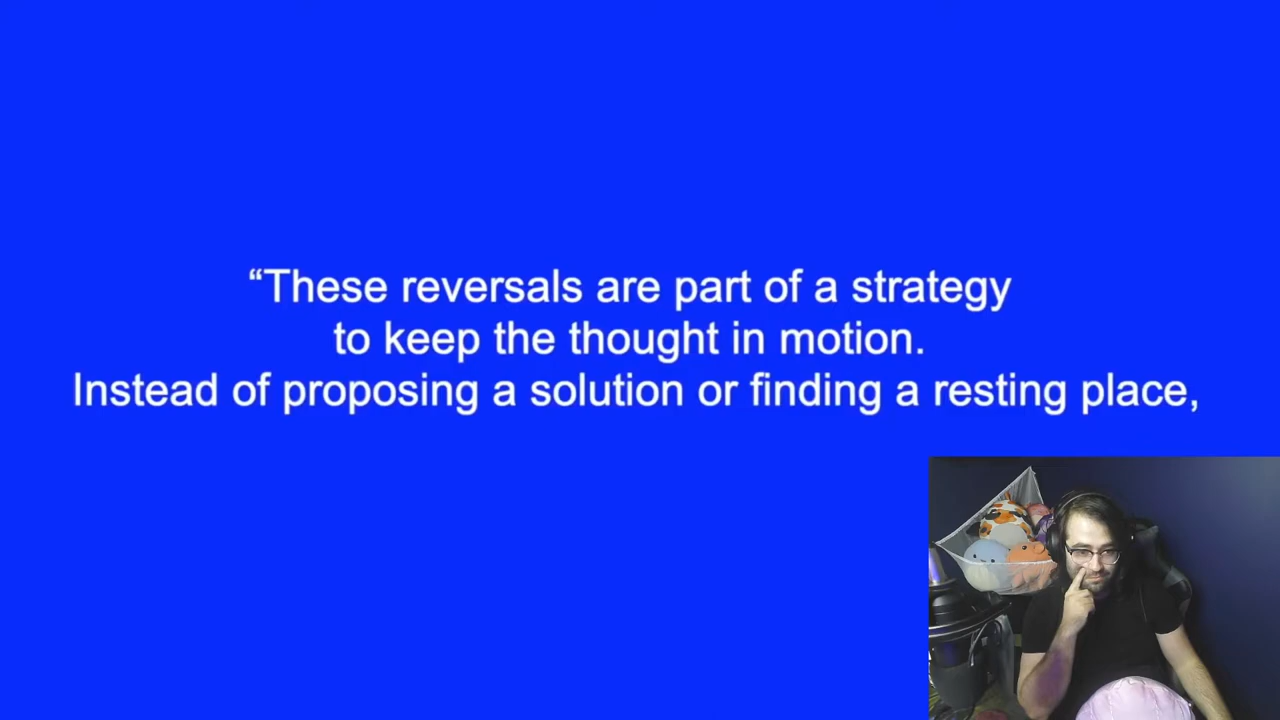 “These reversals are part of a strategy
to keep the thought in motion.
Instead of proposing a solution or finding a resting place,